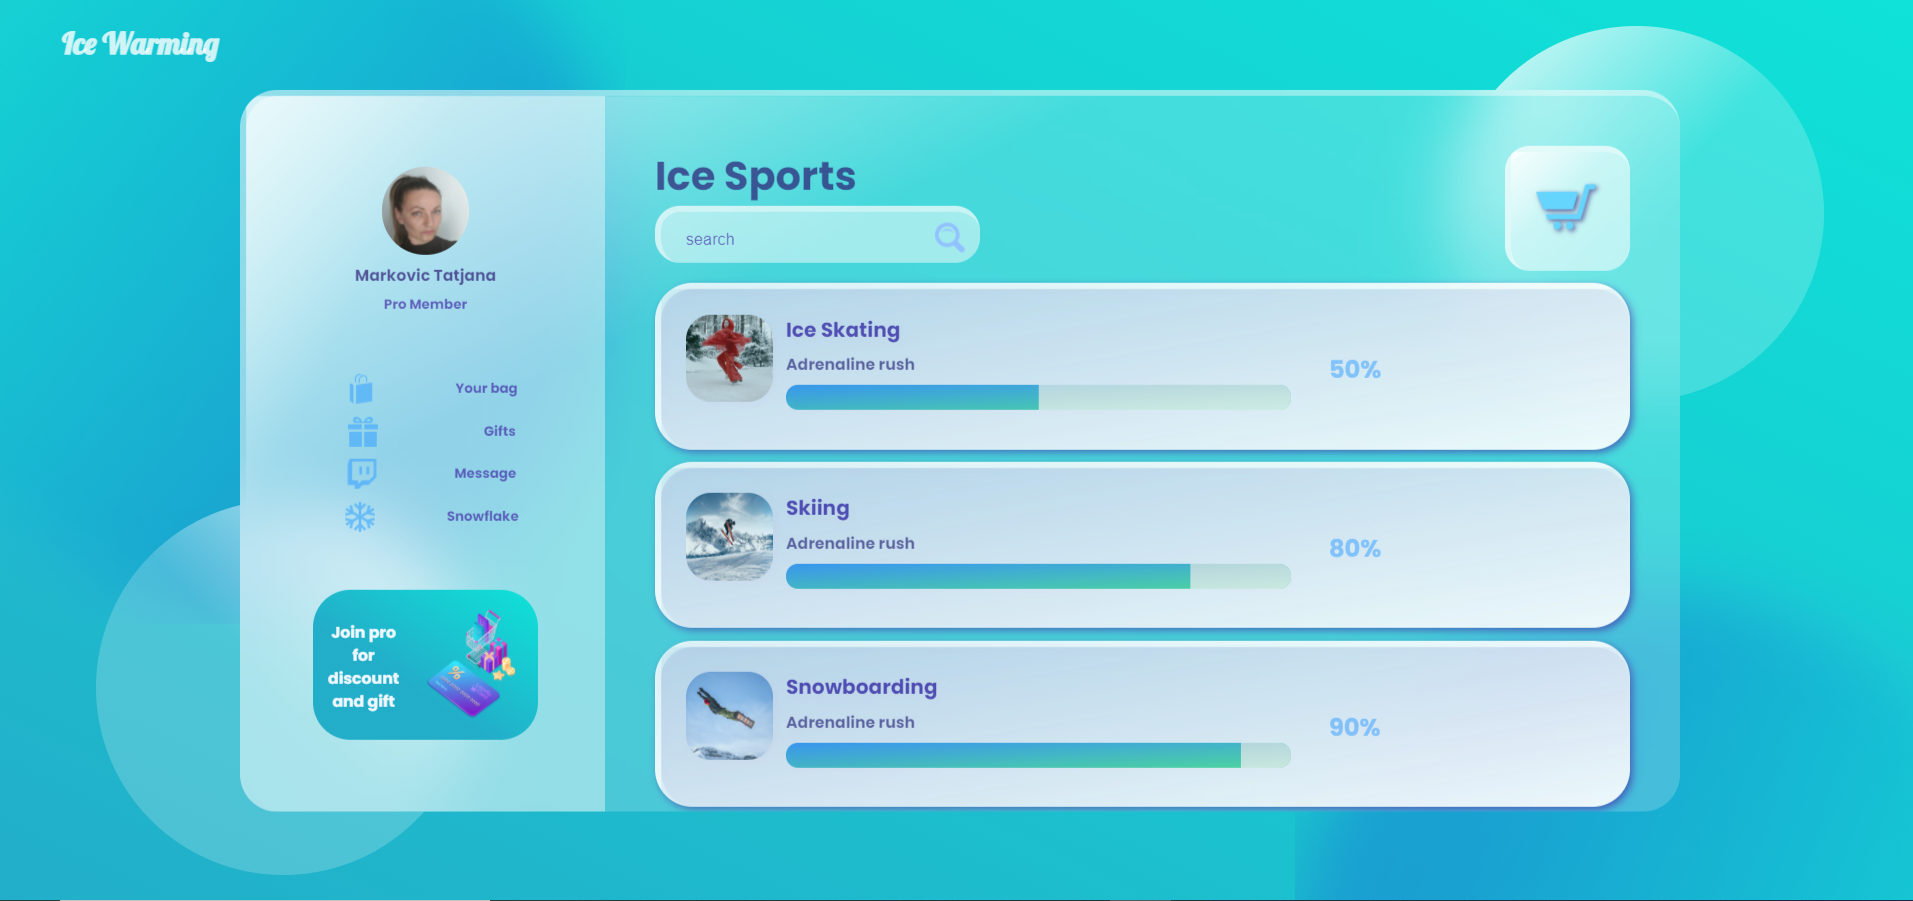 Ice Warming
Markovic Tatjana
Pro Member
Your bag
Gifts
Message
Snowflake
Join pro
for
discount
and gift
%
Ice Sports
search
Ice Skating
Adrenaline rush
50%
Skiing
Adrenaline rush
80%
Snowboarding
Adrenaline rush
90%